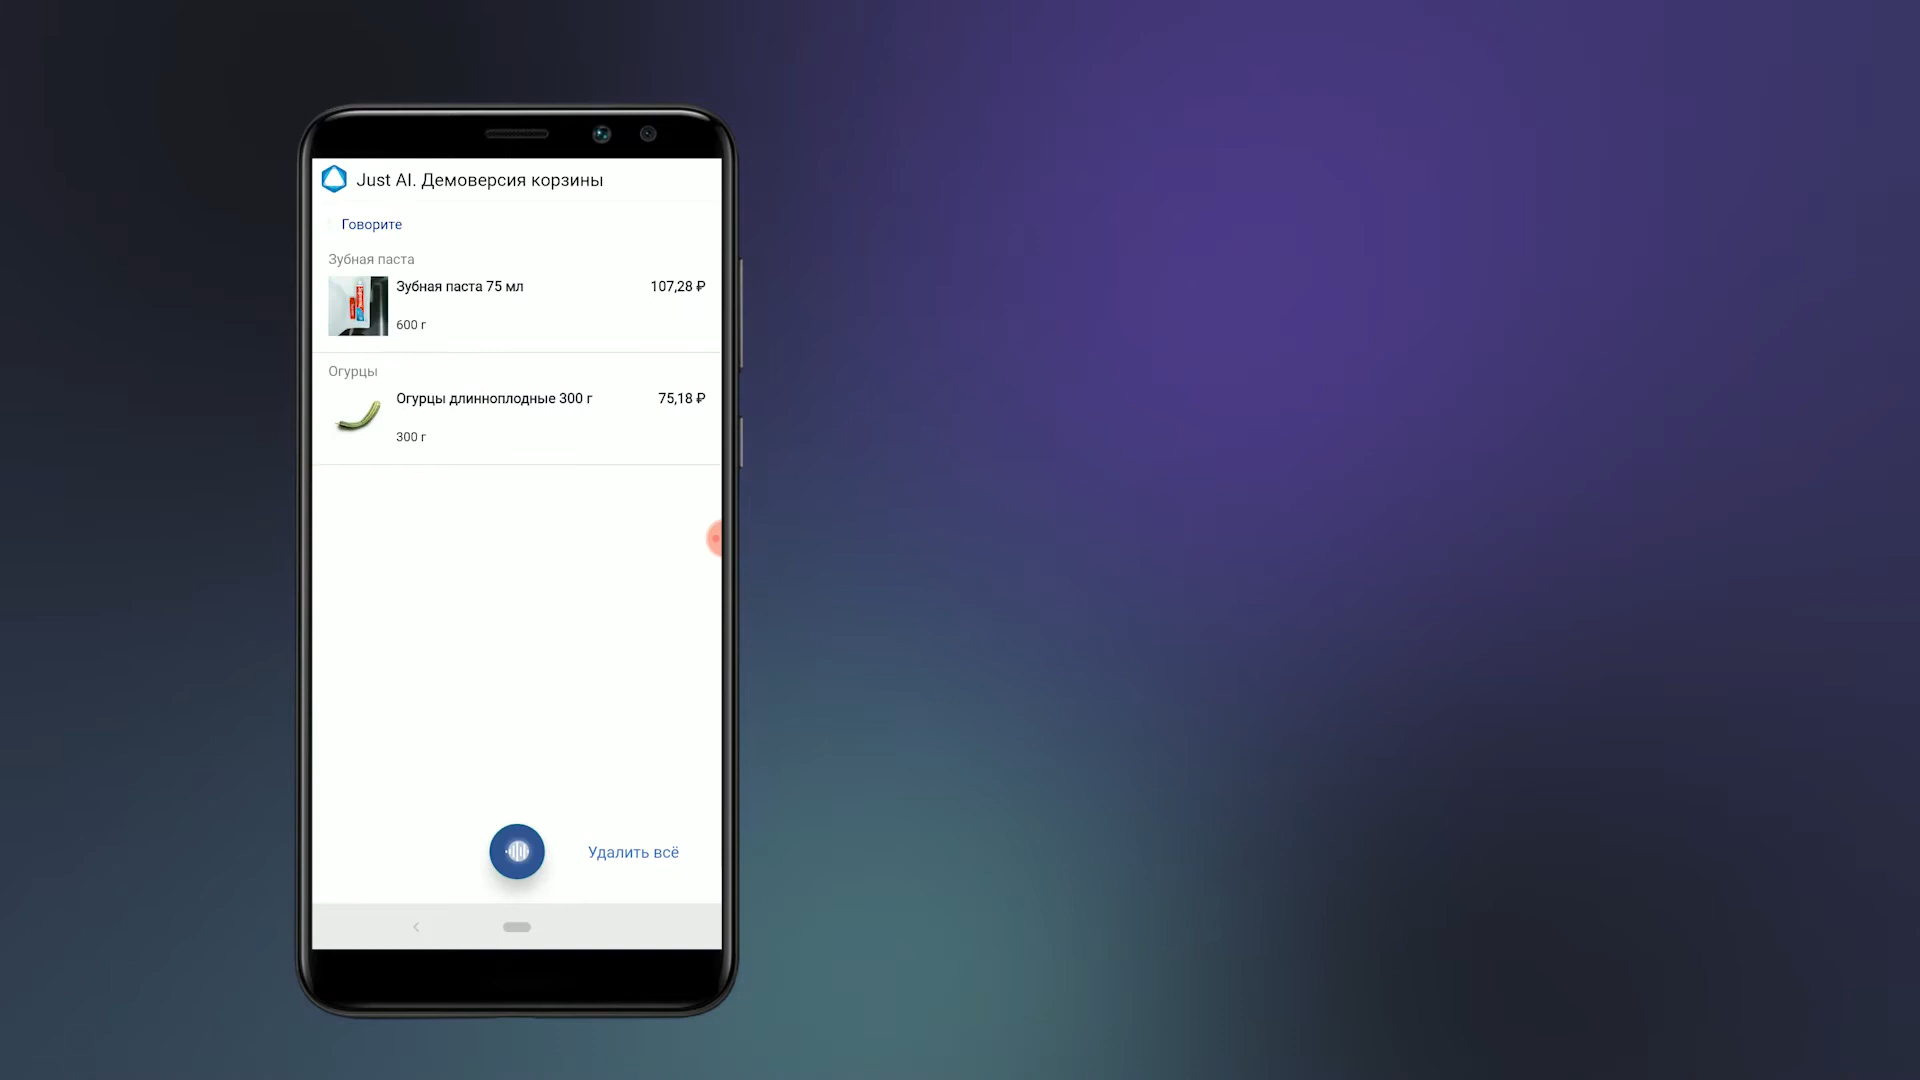 Just AI. Демоверсия корзины
Говорите
Зубная паста
Зубная паста 75 мл 107,28 ₽
600 г
Огурцы
Огурцы длинноплодные 300 г 75,18 ₽
300 г
Удалить всё